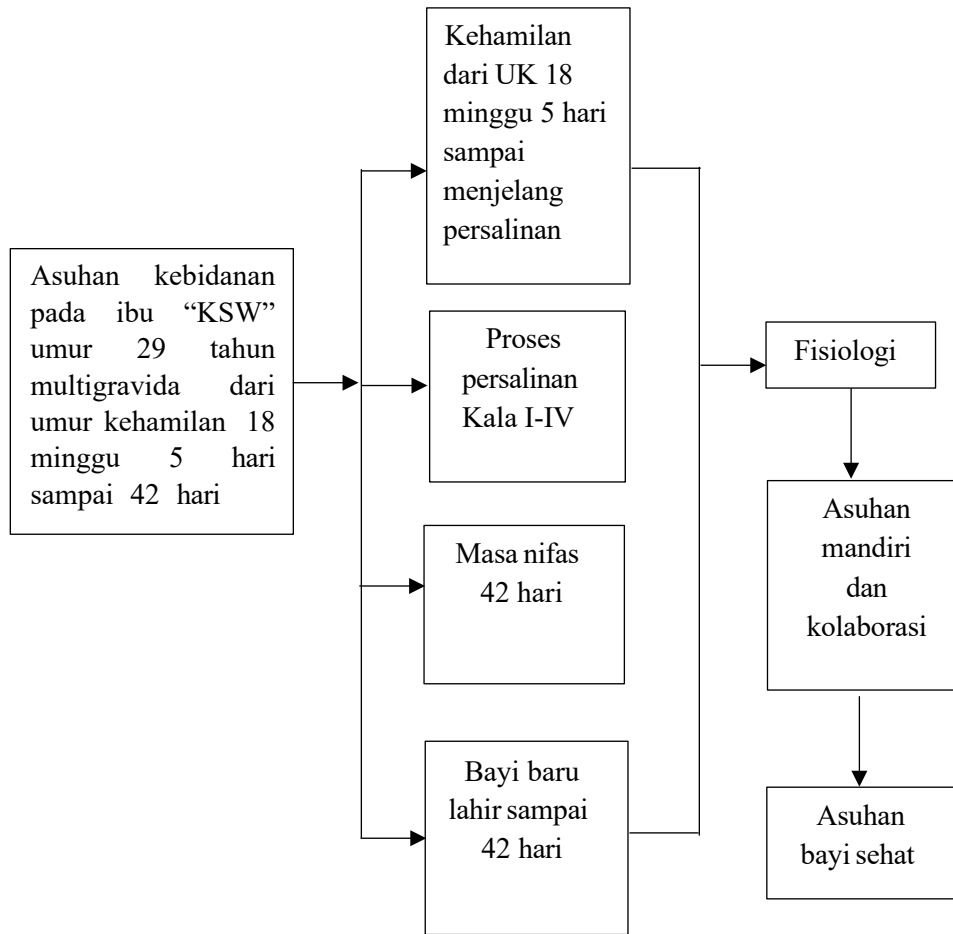 Asuhan kebidanan
pada ibu “KSW”
umur 29 tahun
multigravida dari
umur kehamilan 18
minggu 5 hari
sampai 42 hari
Kehamilan
dari UK 18
minggu 5 hari
sampai
menjelang
persalinan
Proses
persalinan
Kala I-IV
Masa nifas
42 hari
Bayi baru
lahir sampai
42 hari
Fisiologi
Asuhan
mandiri
dan
kolaborasi
Asuhan
bayi sehat